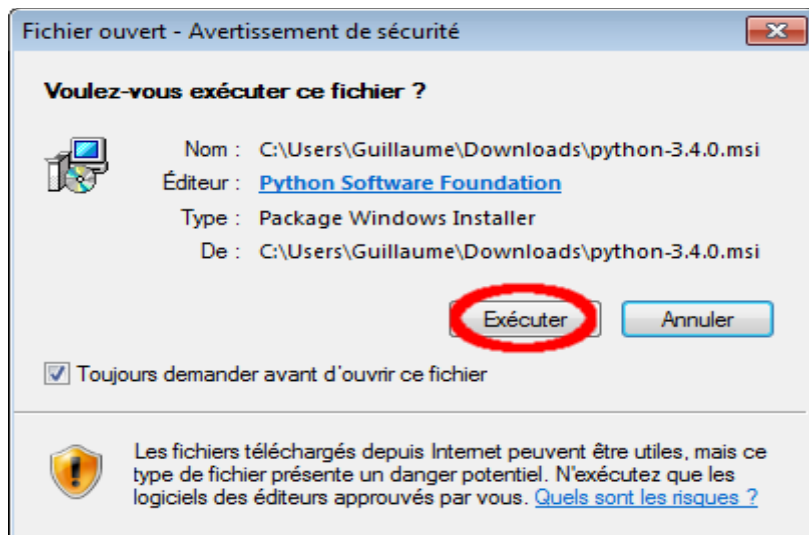 Fichier ouvert - Avertissement de sécurité
Voulez-vous exécuter ce fichier ?
Nom : C:\Users\Guillaume\Downloads\python-3.4.0.msi
Éditeur : Python Software Foundation
Type : Package Windows Installer
De : C:\Users\Guillaume\Downloads\python-3.4.0.msi
Exécuter Annuler
Toujours demander avant d'ouvrir ce fichier
Les fichiers téléchargés depuis Internet peuvent être utiles, mais ce
type de fichier présente un danger potentiel. N'exécutez que les
logiciels des éditeurs approuvés par vous. Quels sont les risques ?